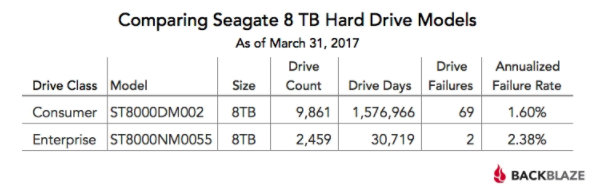 Comparing Seagate 8 TB Hard Drive Models
As of March 31, 2017
Drive Class Model Size Drive Count Drive Days Drive Failures Annualized Failure Rate
Consumer ST8000DM002 8TB 9,861 1,576,966 69 1.60%
Enterprise ST8000NM0055 8TB 2,459 30,719 2 2.38%
BACKBLAZE